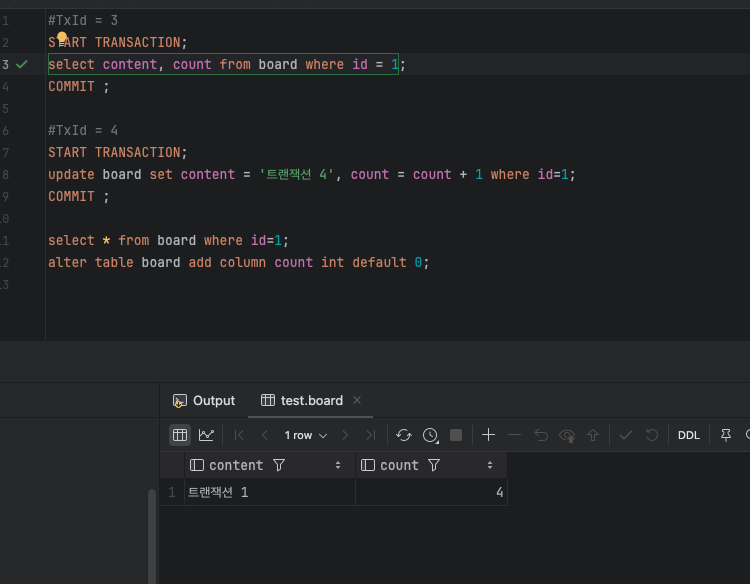 1 #TxId = 3
2 START TRANSACTION;
3 select content, count from board where id = 1;
4 COMMIT ;
5
6 #TxId = 4
7 START TRANSACTION;
8 update board set content = '트랜잭션 4', count = count + 1 where id=1;
9 COMMIT ;
10
11 select * from board where id=1;
12 alter table board add column count int default 0;
13
Output test.board
1 row DDL
content count
1 트랜잭션 1 4